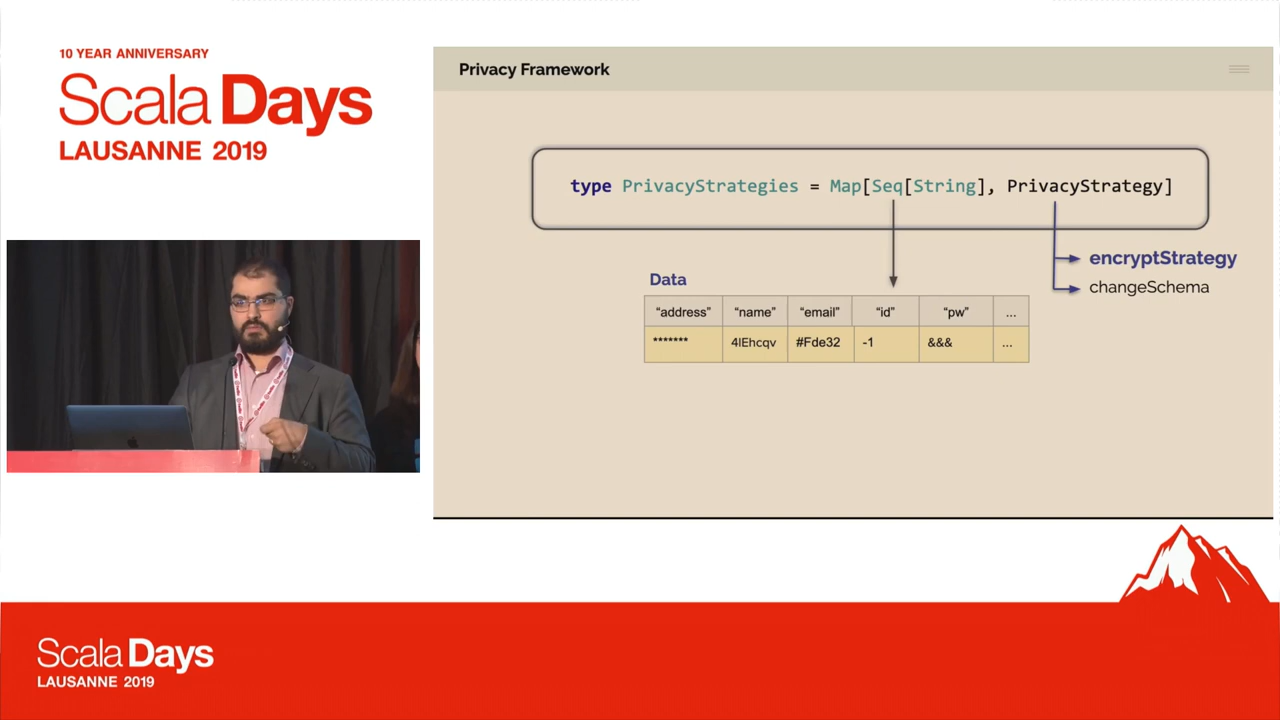 10 YEAR ANNIVERSARY
Scala Days
LAUSANNE 2019
Privacy Framework
type PrivacyStrategies = Map[Seq[String], PrivacyStrategy]
encryptStrategy
changeSchema
Data
“address” “name” “email” “id” “pw” ...
******* 4lEhcqv #Fde32 -1 &&& ...
Scala Days
LAUSANNE 2019